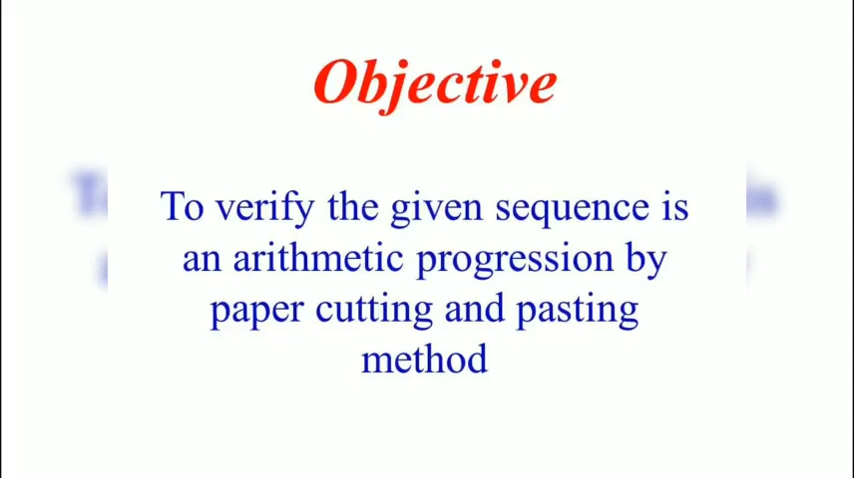 Objective
To verify the given sequence is
an arithmetic progression by
paper cutting and pasting
method